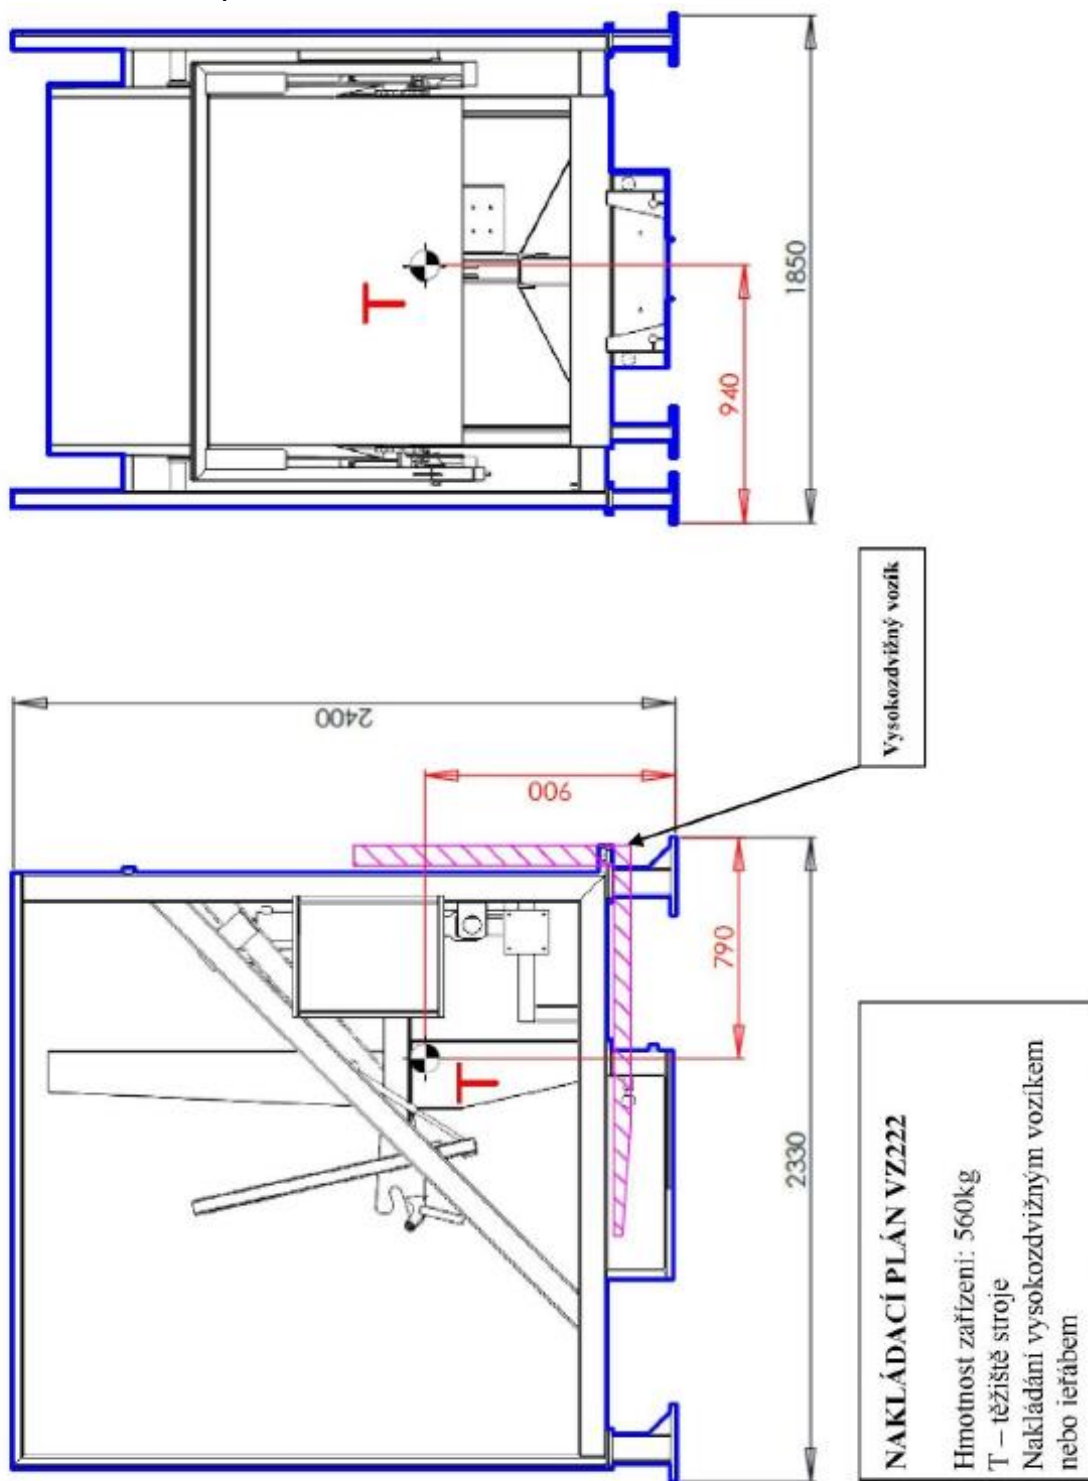 1850
940
T
Vysokozdvižný vozík
2400
900
790
T
2330
NAKLÁDACÍ PLÁN VZ222
Hmotnost zařízení: 560kg
T – těžiště stroje
Nakládání vysokozdvižným vozíkem
nebo jeřábem